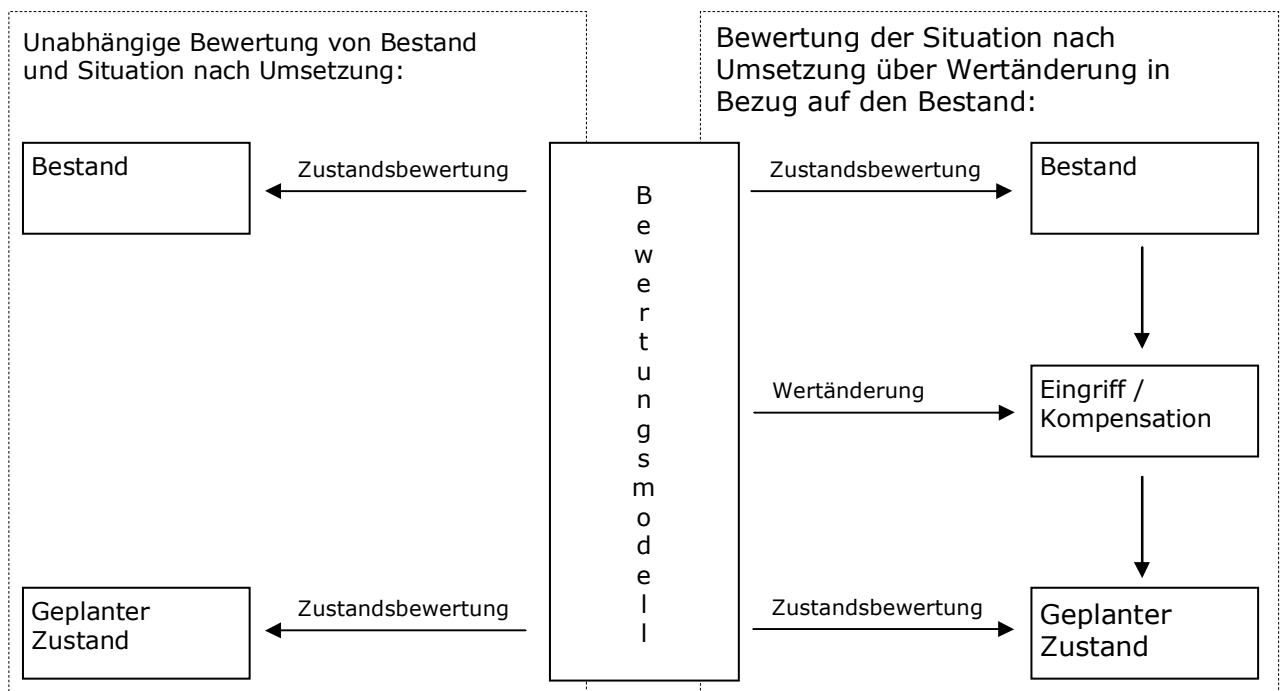 Unabhängige Bewertung von Bestand
und Situation nach Umsetzung:
Bewertung der Situation nach
Umsetzung über Wertänderung in
Bezug auf den Bestand:
Bestand
Zustandsbewertung
Bewertungsmodell
Zustandsbewertung
Bestand
Wertänderung
Eingriff /
Kompensation
Geplanter
Zustand
Zustandsbewertung
Zustandsbewertung
Geplanter
Zustand